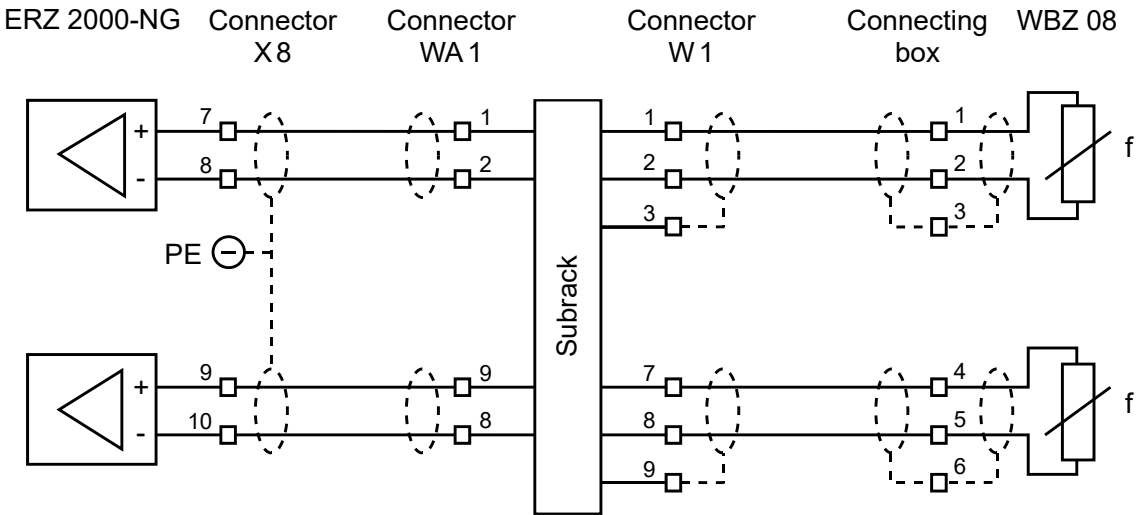 ERZ 2000-NG Connector Connector Connector Connecting WBZ 08
X 8 WA 1 W 1 box
7 1 1 1
+ f
8 2 2 2
-
3 3
PE
Subrack
9 9 7 4
+ f
10 8 8 5
-
9 6